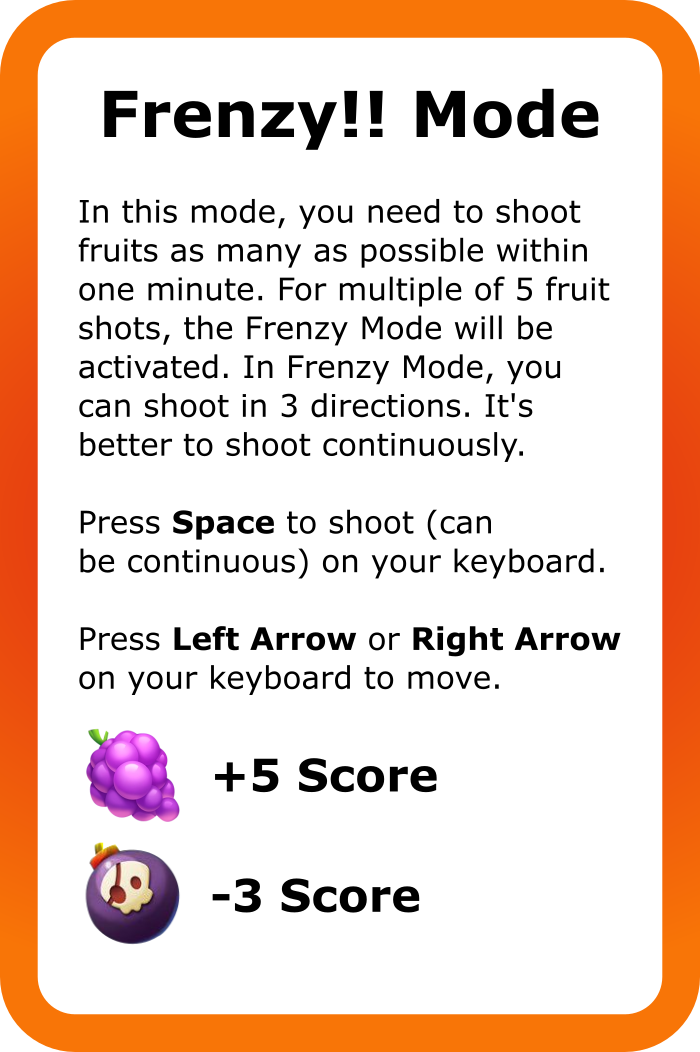 Frenzy!! Mode
In this mode, you need to shoot
fruits as many as possible within
one minute. For multiple of 5 fruit
shots, the Frenzy Mode will be
activated. In Frenzy Mode, you
can shoot in 3 directions. It's
better to shoot continuously.
Press Space to shoot (can
be continuous) on your keyboard.
Press Left Arrow or Right Arrow
on your keyboard to move.
+5 Score
-3 Score